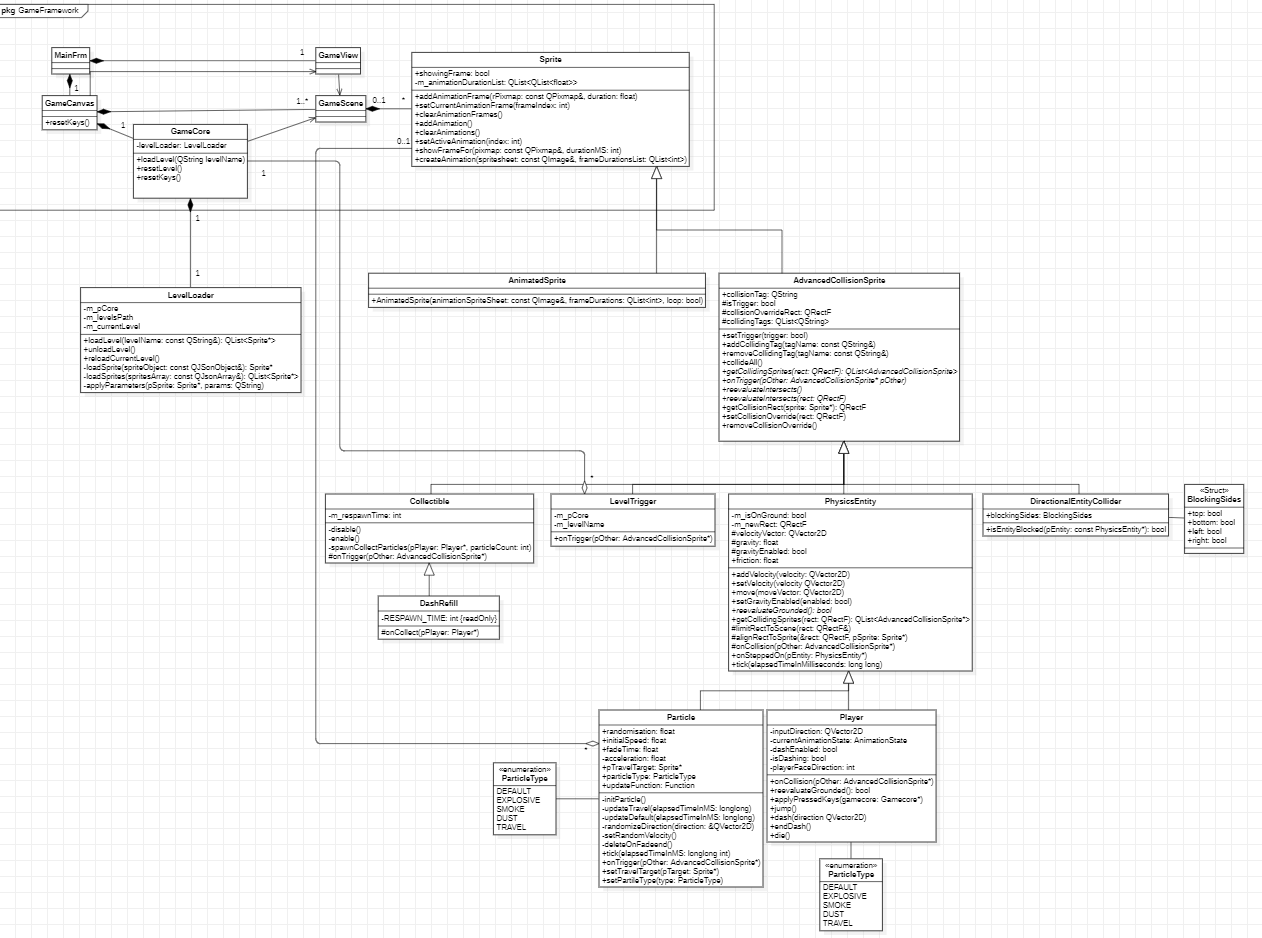 pkg GameFramework
MainFrm
1
GameView
1
GameCanvas
+resetKeys()
1..*
GameScene
0..1
*
1
GameCore
-levelLoader: LevelLoader
+loadLevel(QString levelName)
+resetLevel()
+resetKeys()
1
Sprite
+showingFrame: bool
-m_animationDurationList: QList<QList<float>>
+addAnimationFrame(rPixmap: const QPixmap&, duration: float)
+setCurrentAnimationFrame(frameIndex: int)
+clearAnimationFrames()
+addAnimation()
+clearAnimations()
+setActiveAnimation(index: int)
+showFrameFor(pixmap: const QPixmap&, durationMS: int)
+createAnimation(spritesheet: const QImage&, frameDurationsList: QList<int>)
0..1
1
1
LevelLoader
-m_pCore
-m_levelsPath
-m_currentLevel
+loadLevel(levelName: const QString&): QList<Sprite*>
+unloadLevel()
+reloadCurrentLevel()
-loadSprite(spriteObject: const QJSonObject&): Sprite*
-loadSprites(spritesArray: const QJsonArray&): QList<Sprite*>
-applyParameters(pSprite: Sprite*, params: QString)
AnimatedSprite
+AnimatedSprite(animationSpriteSheet: const QImage&, frameDurations: QList<int>, loop: bool)
AdvancedCollisionSprite
+collisionTag: QString
#isTrigger: bool
#collisionOverrideRect: QRectF
#collidingTags: QList<QString>
+setTrigger(trigger: bool)
+addCollidingTag(tagName: const QString&)
+removeCollidingTag(tagName: const QString&)
+collideAll()
+getCollidingSprites(rect: QRectF): QList<AdvancedCollisionSprite>
+onTrigger(pOther: AdvancedCollisionSprite* pOther)
+reevaluateIntersects()
+reevaluateIntersects(rect: QRectF)
+getCollisionRect(sprite: Sprite*): QRectF
+setCollisionOverride(rect: QRectF)
+removeCollisionOverride()
*
Collectible
-m_respawnTime: int
-disable()
-enable()
-spawnCollectParticles(pPlayer: Player*, particleCount: int)
#onTrigger(pOther: AdvancedCollisionSprite*)
LevelTrigger
-m_pCore
-m_levelName
+onTrigger(pOther: AdvancedCollisionSprite*)
PhysicsEntity
-m_isOnGround: bool
-m_newRect: QRectF
#velocityVector: QVector2D
#gravity: float
#gravityEnabled: bool
+friction: float
+addVelocity(velocity: QVector2D)
+setVelocity(velocity QVector2D)
+move(moveVector: QVector2D)
+setGravityEnabled(enabled: bool)
+reevaluateGrounded(): bool
+getCollidingSprites(rect: QRectF): QList<AdvancedCollisionSprite*>
#limitRectToScene(rect: QRectF&)
#alignRectToSprite(&rect: QRectF, pSprite: Sprite*)
#onCollision(pOther: AdvancedCollisionSprite*)
+onSteppedOn(pEntity: PhysicsEntity*)
+tick(elapsedTimeInMilliseconds: long long)
DirectionalEntityCollider
+blockingSides: BlockingSides
+isEntityBlocked(pEntity: const PhysicsEntity*): bool
«Struct»
BlockingSides
+top: bool
+bottom: bool
+left: bool
+right: bool
DashRefill
-RESPAWN_TIME: int {readOnly}
#onCollect(pPlayer: Player*)
*
Particle
+randomisation: float
+initialSpeed: float
+fadeTime: float
-acceleration: float
+pTravelTarget: Sprite*
+particleType: ParticleType
+updateFunction: Function
-initParticle()
-updateTravel(elapsedTimeInMS: longlong)
-updateDefault(elapsedTimeInMS: longlong)
-randomizeDirection(direction: &QVector2D)
-setRandomVelocity()
-deleteOnFadeend()
+tick(elapsedTimeInMS: longlong int)
+onTrigger(pOther: AdvancedCollisionSprite*)
+setTravelTarget(pTarget: Sprite*)
+setPartileType(type: ParticleType)
Player
-inputDirection: QVector2D
-currentAnimationState: AnimationState
-dashEnabled: bool
-isDashing: bool
-playerFaceDirection: int
+onCollision(pOther: AdvancedCollisionSprite*)
+reevaluateGrounded(): bool
+applyPressedKeys(gamecore: Gamecore*)
+jump()
+dash(direction QVector2D)
+endDash()
+die()
«enumeration»
ParticleType
DEFAULT
EXPLOSIVE
SMOKE
DUST
TRAVEL
«enumeration»
ParticleType
DEFAULT
EXPLOSIVE
SMOKE
DUST
TRAVEL